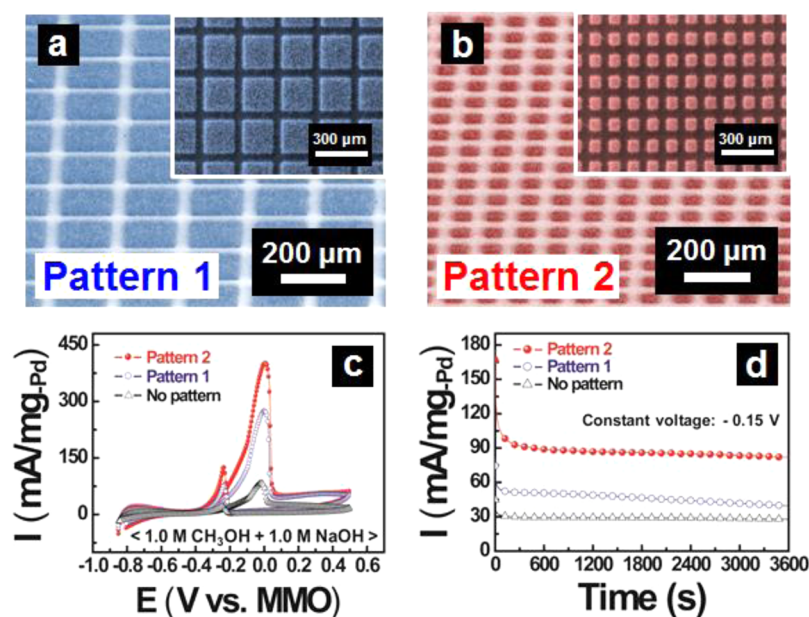 a
300 µm
200 µm
Pattern 1
b
300 µm
200 µm
Pattern 2
c
I (mA/mg-Pd)
450
300
150
0
Pattern 2
Pattern 1
No pattern
< 1.0 M CH3OH + 1.0 M NaOH >
-1.0 -0.8 -0.6 -0.4 -0.2 0.0 0.2 0.4 0.6
E (V vs. MMO)
d
I (mA/mg-Pd)
180
150
120
90
60
30
0
Pattern 2
Pattern 1
No pattern
Constant voltage: - 0.15 V
0 600 1200 1800 2400 3000 3600
Time (s)